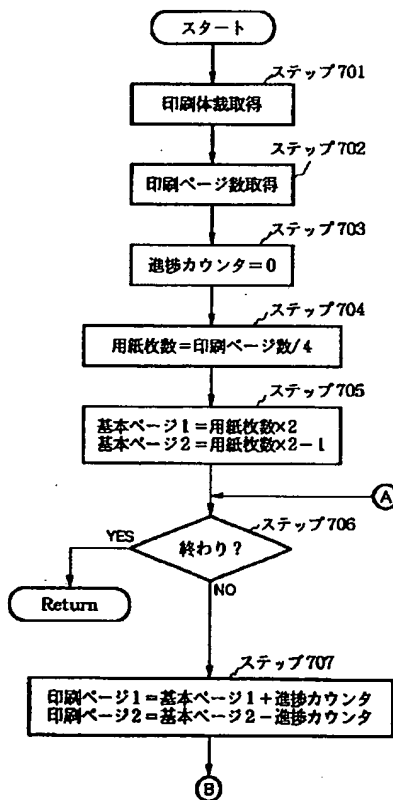 スタート
ステップ701
印刷体裁取得
ステップ702
印刷ページ数取得
ステップ703
進捗カウンタ=0
ステップ704
用紙枚数=印刷ページ数/4
ステップ705
基本ページ1=用紙枚数×2
基本ページ2=用紙枚数×2-1
A
ステップ706
YES
終わり?
Return
NO
ステップ707
印刷ページ1=基本ページ1+進捗カウンタ
印刷ページ2=基本ページ2-進捗カウンタ
B